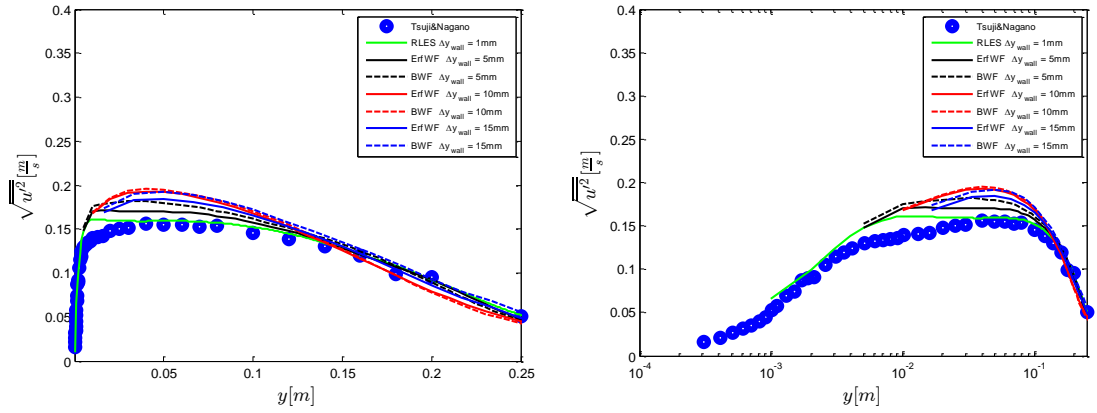 0.4
0.35
0.3
0.25
0.2
0.15
0.1
0.05
0
0 0.05 0.1 0.15 0.2 0.25
y[m]
√u′² [m/s]
Tsuji&Nagano
RLES Δy_wall = 1mm
ErfWF Δy_wall = 5mm
BWF Δy_wall = 5mm
ErfWF Δy_wall = 10mm
BWF Δy_wall = 10mm
ErfWF Δy_wall = 15mm
BWF Δy_wall = 15mm
0.4
0.35
0.3
0.25
0.2
0.15
0.1
0.05
0
10⁻⁴ 10⁻³ 10⁻² 10⁻¹
y[m]
√u′² [m/s]
Tsuji&Nagano
RLES Δy_wall = 1mm
ErfWF Δy_wall = 5mm
BWF Δy_wall = 5mm
ErfWF Δy_wall = 10mm
BWF Δy_wall = 10mm
ErfWF Δy_wall = 15mm
BWF Δy_wall = 15mm